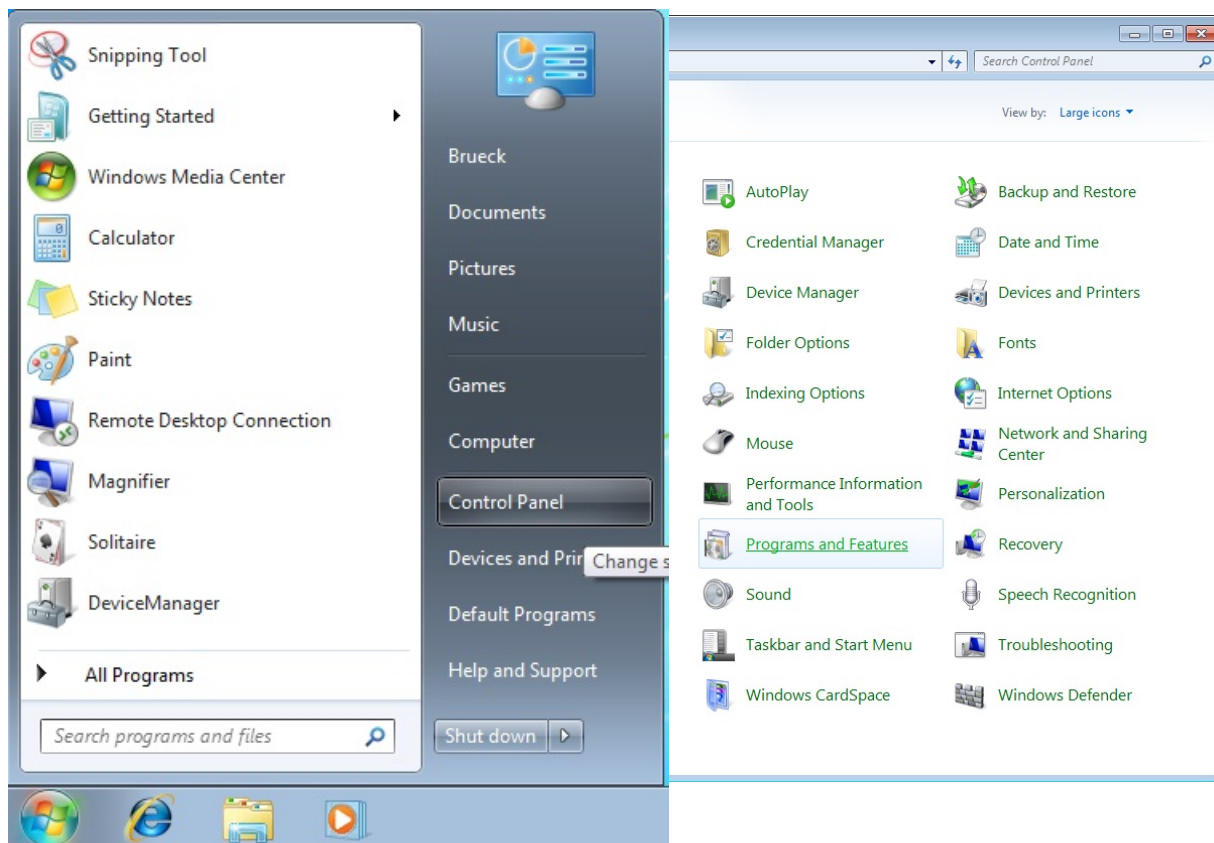 Snipping Tool
Getting Started
Windows Media Center
Calculator
Sticky Notes
Paint
Remote Desktop Connection
Magnifier
Solitaire
DeviceManager
All Programs
Search programs and files
Brueck
Documents
Pictures
Music
Games
Computer
Control Panel
Devices and Prin
Change s
Default Programs
Help and Support
Shut down
Search Control Panel
View by: Large icons
AutoPlay
Backup and Restore
Credential Manager
Date and Time
Device Manager
Devices and Printers
Folder Options
Fonts
Indexing Options
Internet Options
Mouse
Network and Sharing
Center
Performance Information
and Tools
Personalization
Programs and Features
Recovery
Sound
Speech Recognition
Taskbar and Start Menu
Troubleshooting
Windows CardSpace
Windows Defender